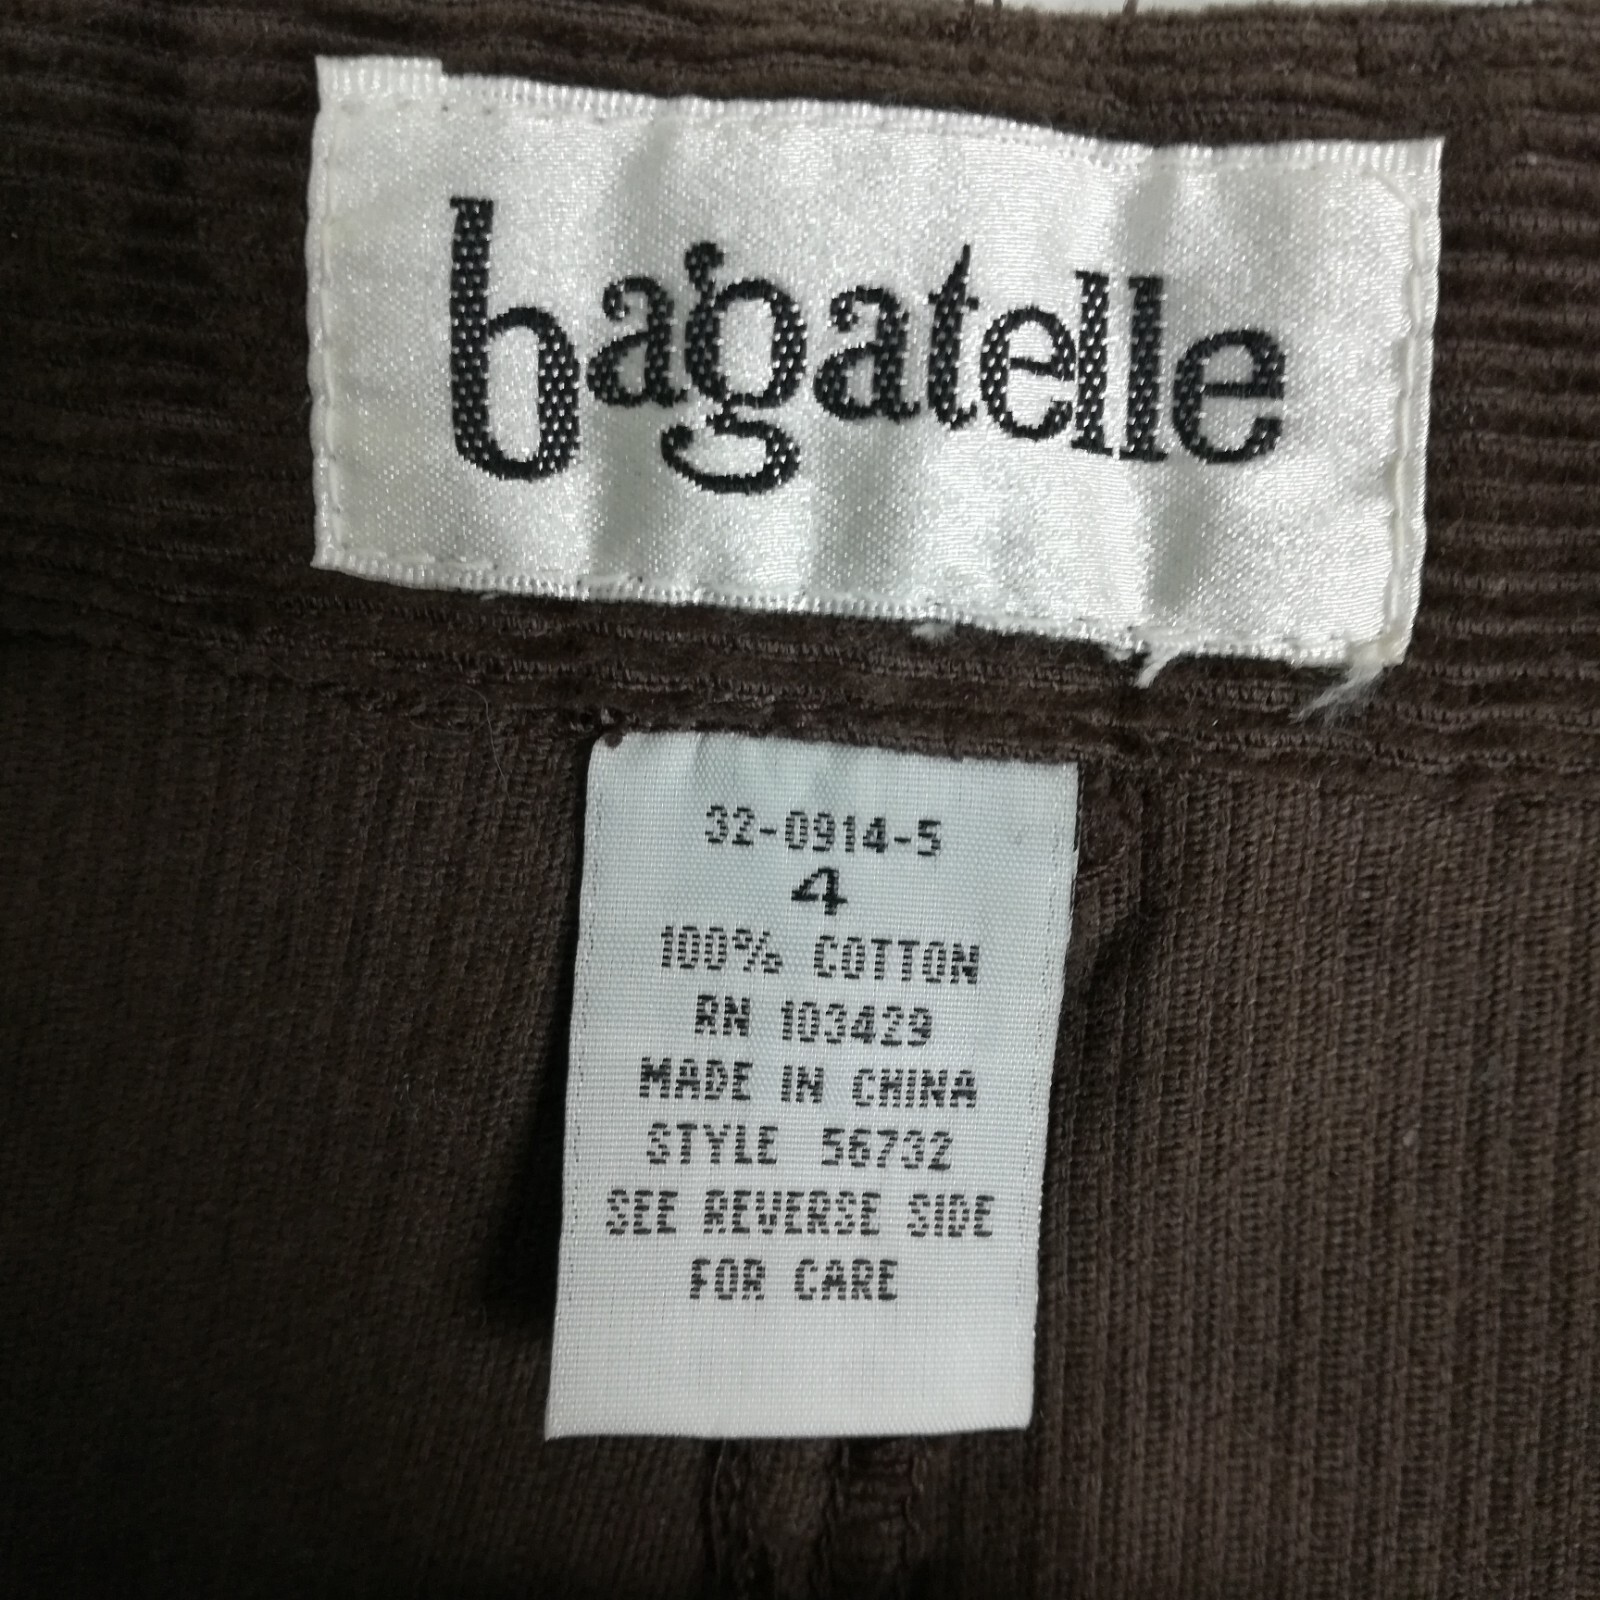 bagatelle
32-0914-5
4
100% COTTON
RN 103429
MADE IN CHINA
STYLE 56732
SEE REVERSE SIDE
FOR CARE